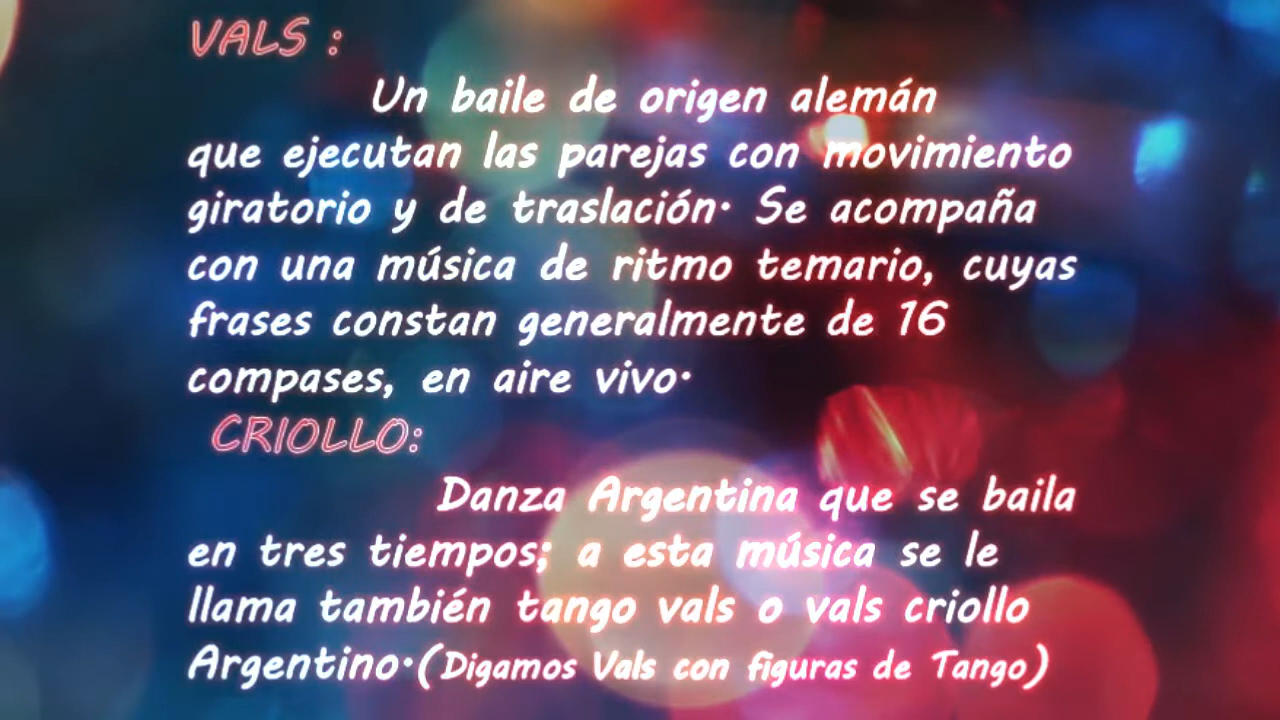 VALS :
Un baile de origen alemán
que ejecutan las parejas con movimiento
giratorio y de traslación. Se acompaña
con una música de ritmo temario, cuyas
frases constan generalmente de 16
compases, en aire vivo.
CRIOLLO:
Danza Argentina que se baila
en tres tiempos; a esta música se le
llama también tango vals o vals criollo
Argentino.(Digamos Vals con figuras de Tango)